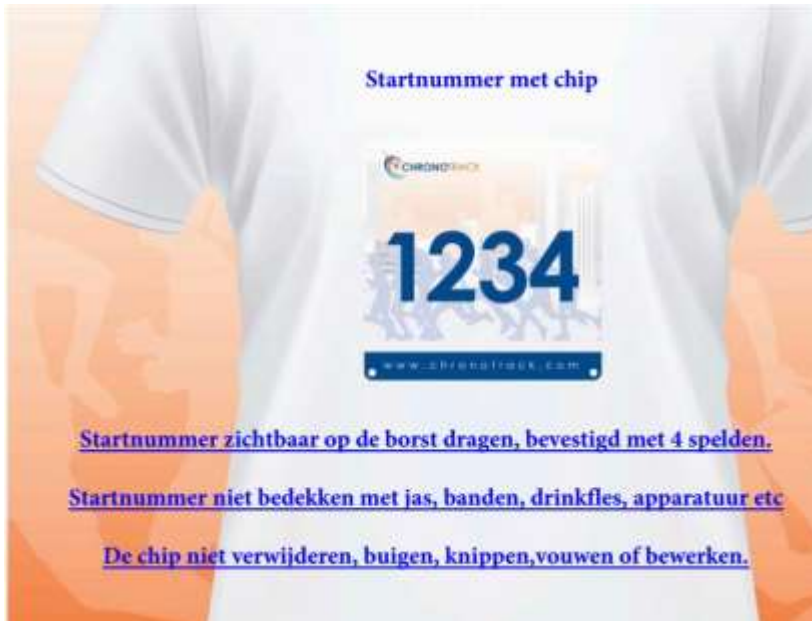 Startnummer met chip
CHRONOTRACK
1234
www.chronotrack.com
Startnummer zichtbaar op de borst dragen, bevestigd met 4 spelden.
Startnummer niet bedekken met jas, banden, drinkfles, apparatuur etc
De chip niet verwijderen, buigen, knippen,vouwen of bewerken.